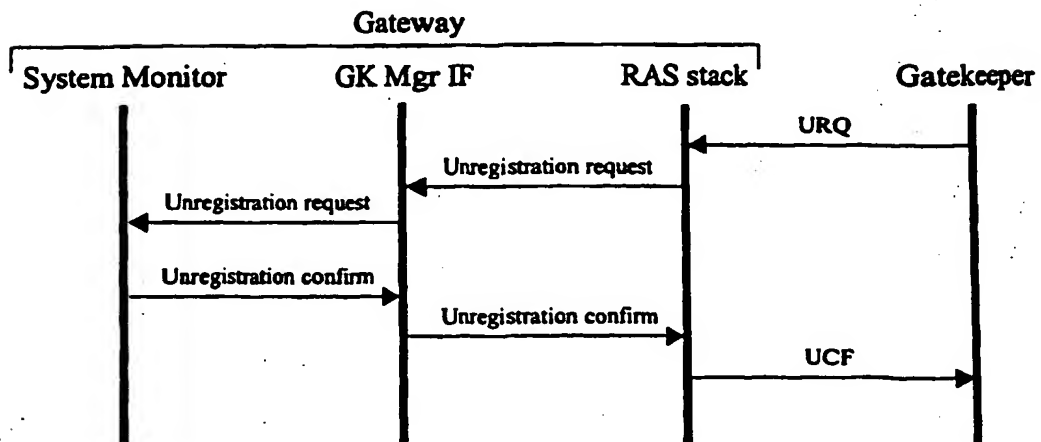 Gateway
System Monitor
GK Mgr IF
RAS stack
Gatekeeper
URQ
Unregistration request
Unregistration request
Unregistration confirm
Unregistration confirm
UCF